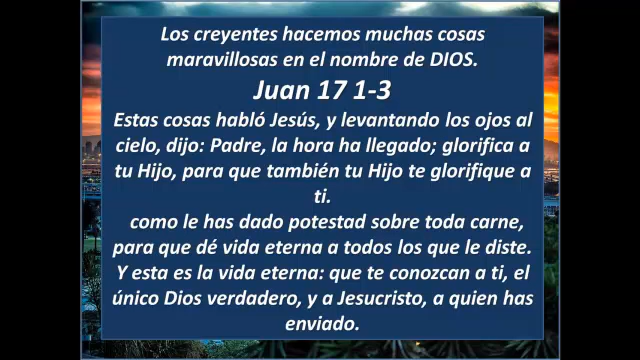 Los creyentes hacemos muchas cosas
maravillosas en el nombre de DIOS.
Juan 17 1-3
Estas cosas habló Jesús, y levantando los ojos al
cielo, dijo: Padre, la hora ha llegado; glorifica a
tu Hijo, para que también tu Hijo te glorifique a
ti.
como le has dado potestad sobre toda carne,
para que dé vida eterna a todos los que le diste.
Y esta es la vida eterna: que te conozcan a ti, el
único Dios verdadero, y a Jesucristo, a quien has
enviado.